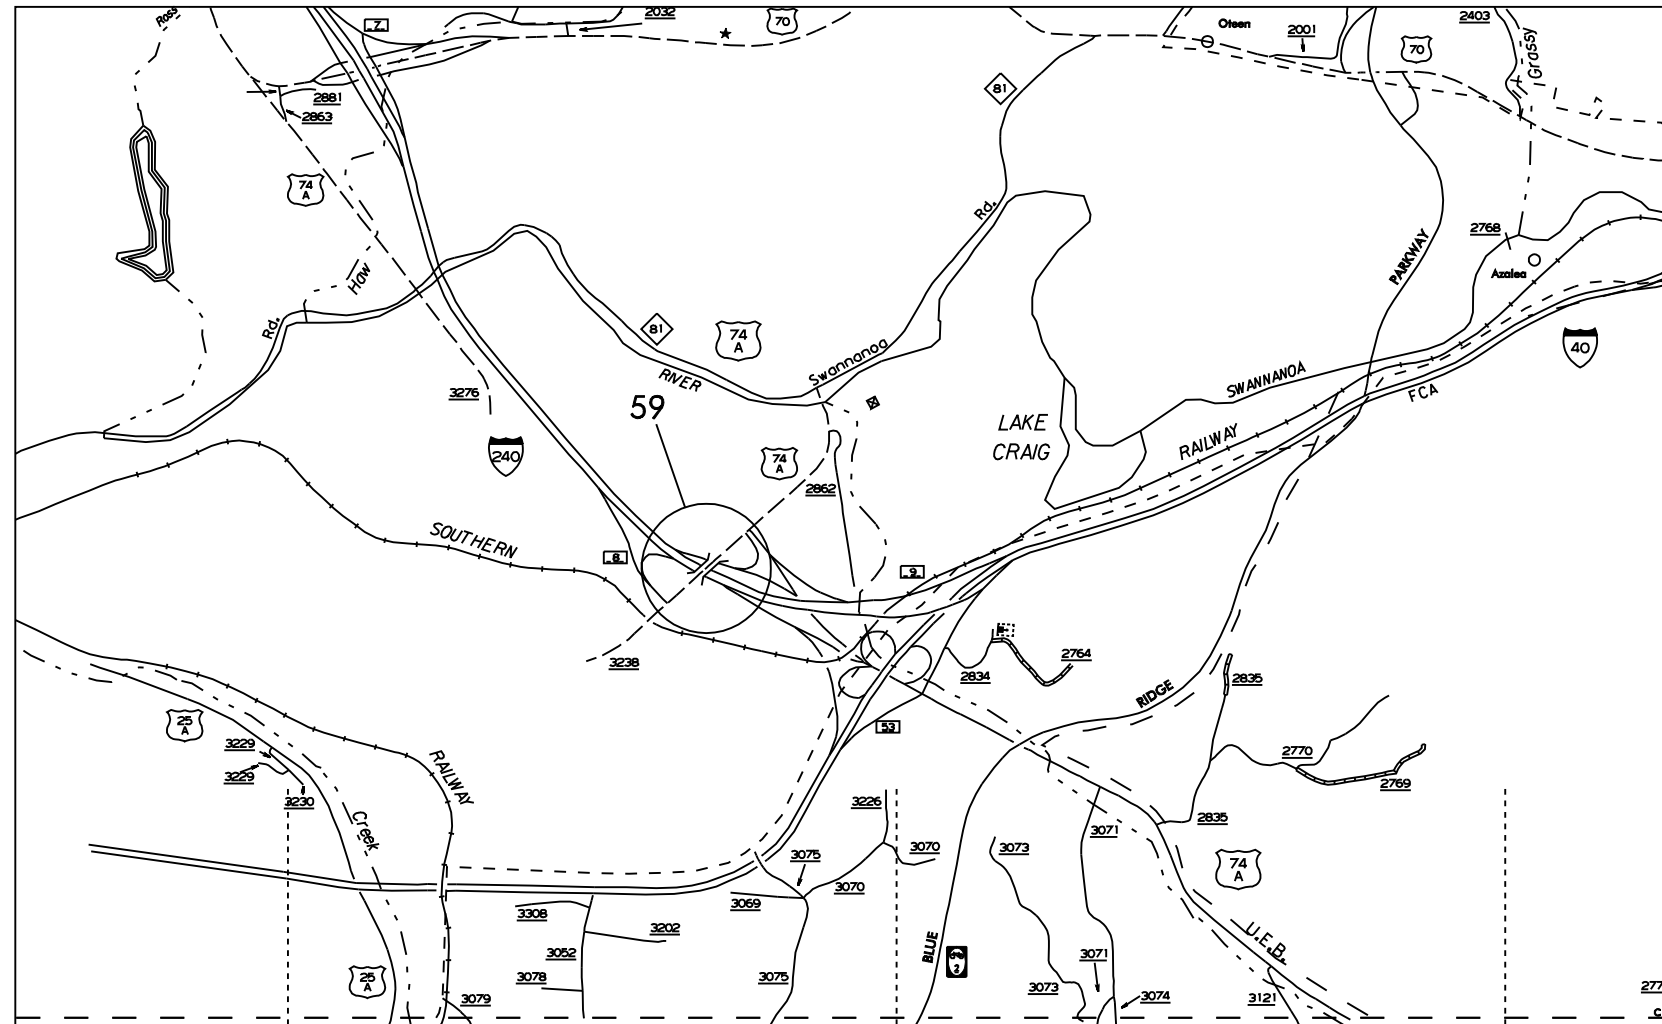 Ross
7
2032
70
Oteen
2001
70
2403
Grassy
81
2881
2863
74
A
Rd.
2768
PARKWAY
Azalea
Haw
Rd.
81
74
A
Swannanoa
RIVER
40
3276
59
SWANNANOA
FCA
LAKE
CRAIG
RAILWAY
240
74
A
2862
SOUTHERN
8
9
3238
2834
2764
RIDGE
2835
25
A
53
3229
3229
3230
RAILWAY
2770
2769
Creek
3226
3071
2835
3075
3070
3073
3070
74
A
3069
3308
3202
BLUE
U.E.B.
3052
3078
3075
2
3071
25
A
3079
3073
3074
3121
277
C